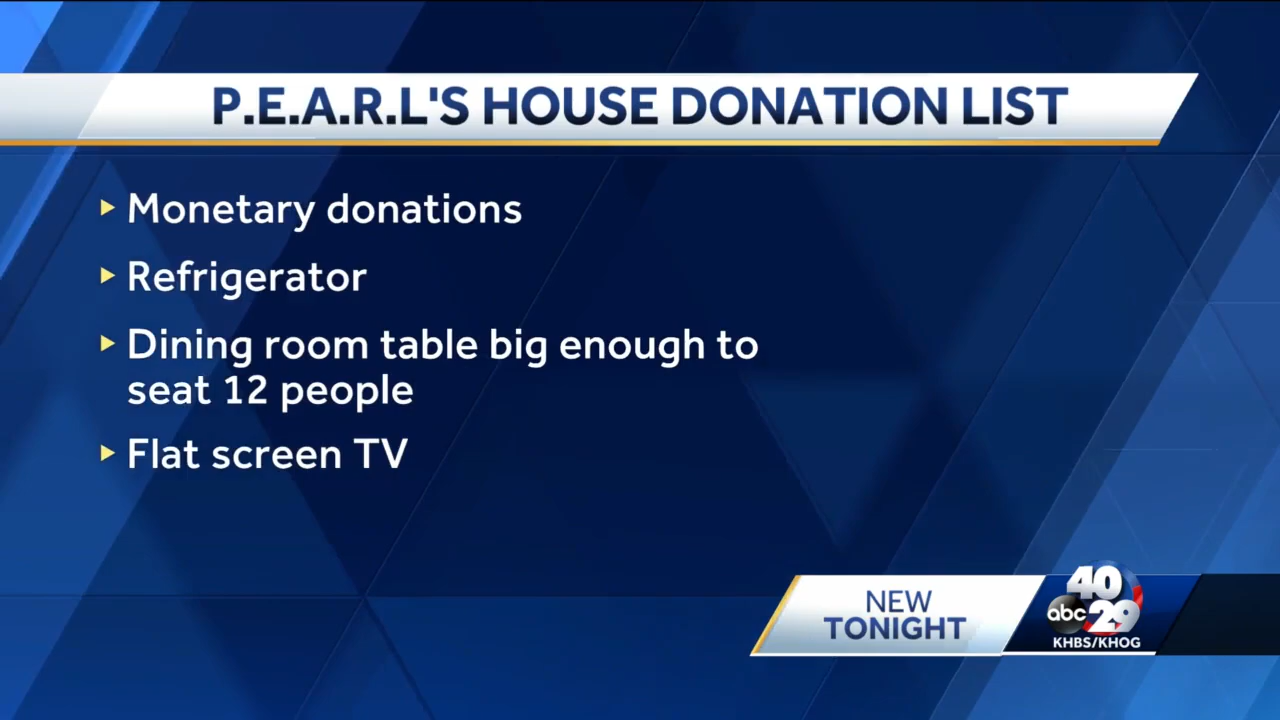 P.E.A.R.L'S HOUSE DONATION LIST
Monetary donations
Refrigerator
Dining room table big enough to
seat 12 people
Flat screen TV
NEW
TONIGHT
40
abc 29
KHBS/KHOG